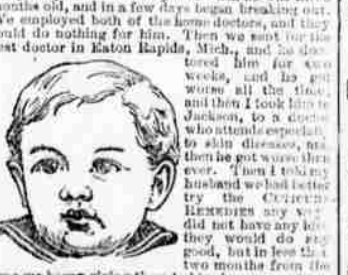 months old, and in a few days began breaking out.
We employed both of the home doctors, and they
could do nothing for him. Then we sent for the
best doctor in Eaton Rapids, Mich., and he doc-
tored him for two
weeks, and he got
worse all the time,
and then I took him to
Jackson, to a doctor
who attends especially
to skin diseases, and
then he got worse than
ever. Then I told my
husband we had better
try the CUTICURA
REMEDIES any way
did not have any
they would do any
good, but in less than
two months from the